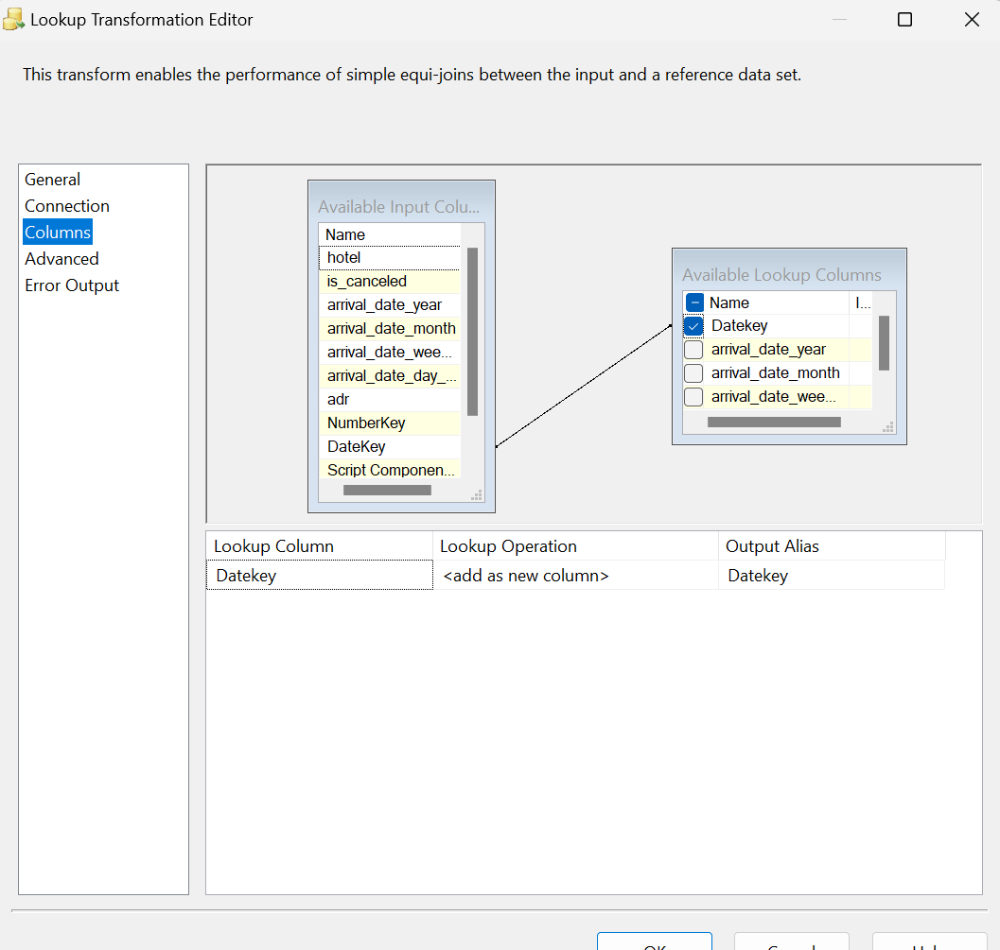 Lookup Transformation Editor
This transform enables the performance of simple equi-joins between the input and a reference data set.
General
Connection
Columns
Advanced
Error Output
Available Input Colu...
Name
hotel
is_canceled
arrival_date_year
arrival_date_month
arrival_date_wee...
arrival_date_day_...
adr
NumberKey
DateKey
Script Componen...
Available Lookup Columns
Name I...
Datekey
arrival_date_year
arrival_date_month
arrival_date_wee...
Lookup Column Lookup Operation Output Alias
Datekey <add as new column> Datekey
OK